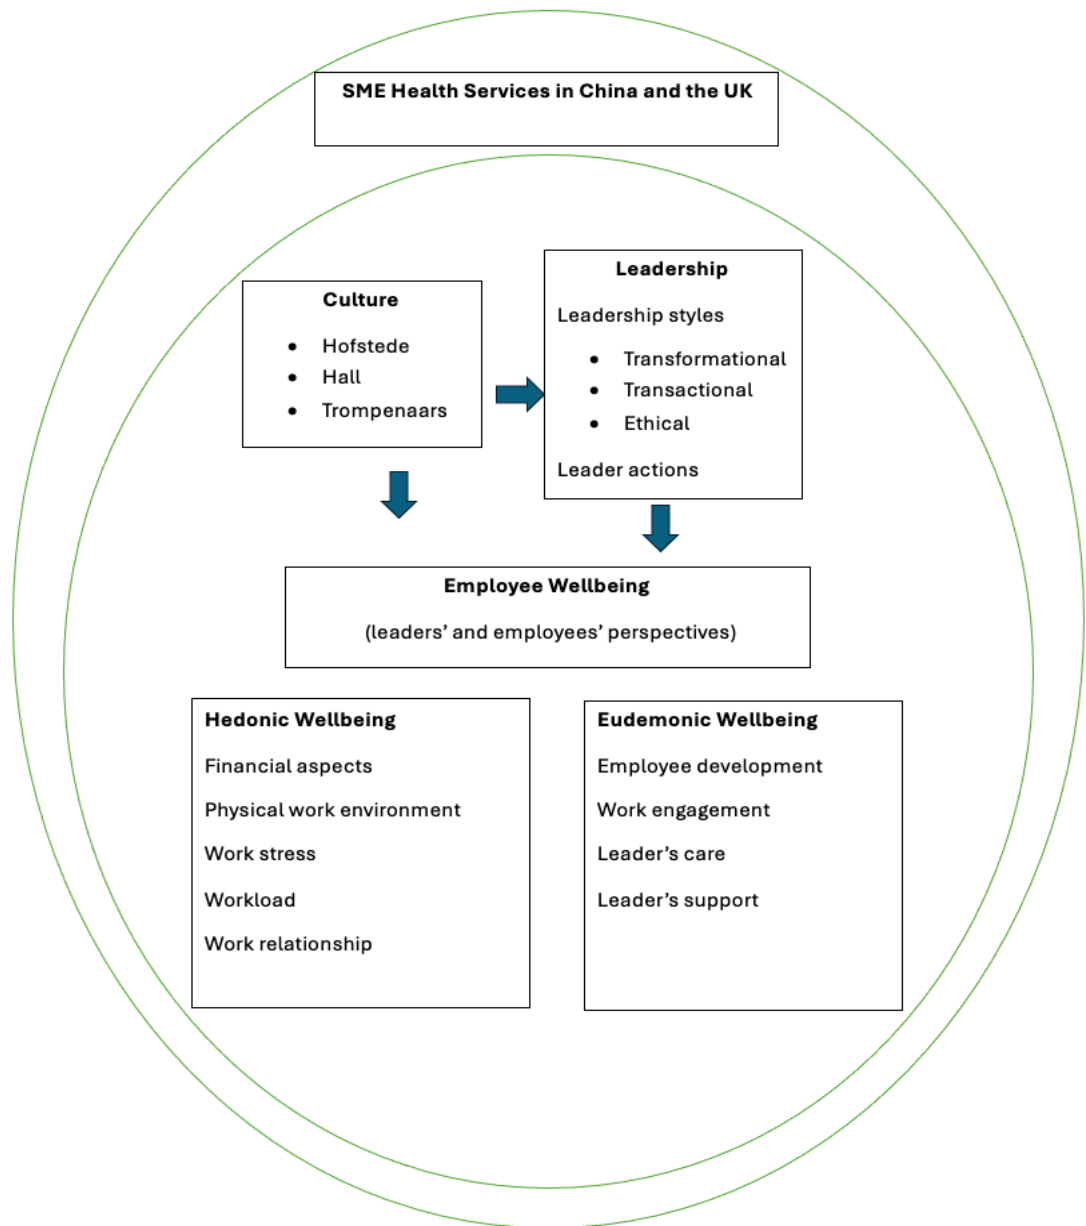 SME Health Services in China and the UK
Culture
• Hofstede
• Hall
• Trompenaars
Leadership
Leadership styles
• Transformational
• Transactional
• Ethical
Leader actions
Employee Wellbeing
(leaders’ and employees’ perspectives)
Hedonic Wellbeing
Financial aspects
Physical work environment
Work stress
Workload
Work relationship
Eudemonic Wellbeing
Employee development
Work engagement
Leader’s care
Leader’s support